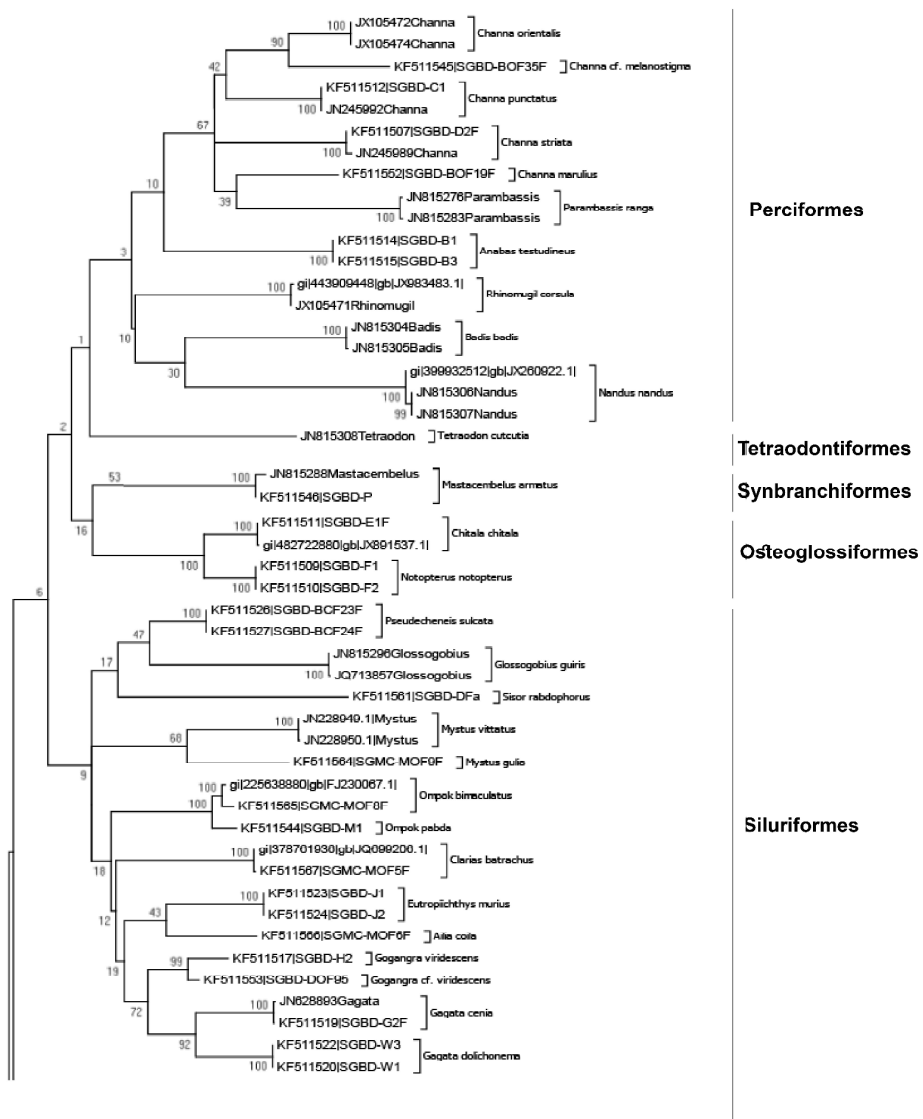 100
JX105472Channa
JX105474Channa
Channa orientalis
90
KF511545|SGBD-BOF35F
Channa cf. melanostigma
42
KF511512|SGBD-C1
100
JN245992Channa
Channa punctatus
67
KF511507|SGBD-D2F
100
JN245989Channa
Channa striata
KF511552|SGBD-BOF19F
Channa marulius
39
JN815276Parambassis
100
JN815283Parambassis
Parambassis ranga
10
KF511514|SGBD-B1
100
KF511515|SGBD-B3
Anabas testudineus
Perciformes
3
gi|443909448|gb|JX983483.1|
100
JX105471Rhinomugil
Rhinomugil corsula
10
JN815304Badis
100
JN815305Badis
Badis badis
30
gi|399932512|gb|JX260922.1|
100
JN815306Nandus
99
JN815307Nandus
Nandus nandus
1
JN815308Tetraodon
Tetraodon cutcutia
Tetraodontiformes
2
53
JN815288Mastacembelus
100
KF511546|SGBD-P
Mastacembelus armatus
Synbranchiformes
16
KF511511|SGBD-E1F
100
gi|482722880|gb|JX891537.1|
Chitala chitala
100
KF511509|SGBD-F1
100
KF511510|SGBD-F2
Notopterus notopterus
Osteoglossiformes
6
KF511526|SGBD-BCF23F
100
KF511527|SGBD-BCF24F
Pseudecheneis sulcata
47
JN815296Glossogobius
100
JQ713857Glossogobius
Glossogobius guiris
17
KF511561|SGBD-DFa
Sisor rabdophorus
JN228949.1|Mystus
100
JN228950.1|Mystus
Mystus vittatus
68
KF511564|SGMC-MOF9F
Mystus gulio
9
gi|225638880|gb|FJ230067.1|
100
KF511565|SGMC-MOF8F
Ompok bimaculatus
100
KF511544|SGBD-M1
Ompok pabda
Siluriformes
gi|378701930|gb|JQ699206.1|
100
KF511567|SGMC-MOF5F
Clarias batrachus
18
KF511523|SGBD-J1
100
KF511524|SGBD-J2
Eutropiichthys murius
12
43
KF511566|SGMC-MOF6F
Ailia coila
19
KF511517|SGBD-H2
Gogangra viridescens
99
KF511553|SGBD-DOF95
Gogangra cf. viridescens
72
JN628893Gagata
100
KF511519|SGBD-G2F
Gagata cenia
92
KF511522|SGBD-W3
100
KF511520|SGBD-W1
Gagata dolichonema